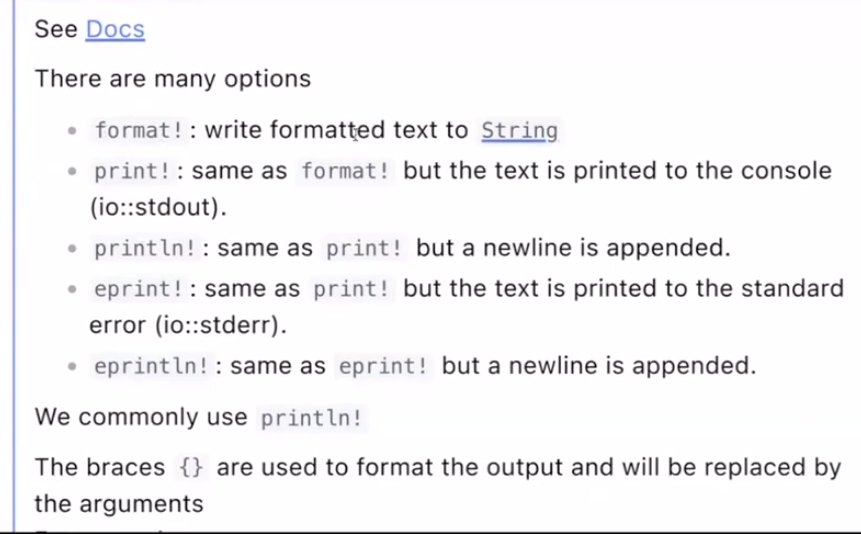 See Docs
There are many options
• format! : write formatted text to String
• print! : same as format! but the text is printed to the console
(io::stdout).
• println! : same as print! but a newline is appended.
• eprint! : same as print! but the text is printed to the standard
error (io::stderr).
• eprintln! : same as eprint! but a newline is appended.
We commonly use println!
The braces {} are used to format the output and will be replaced by
the arguments